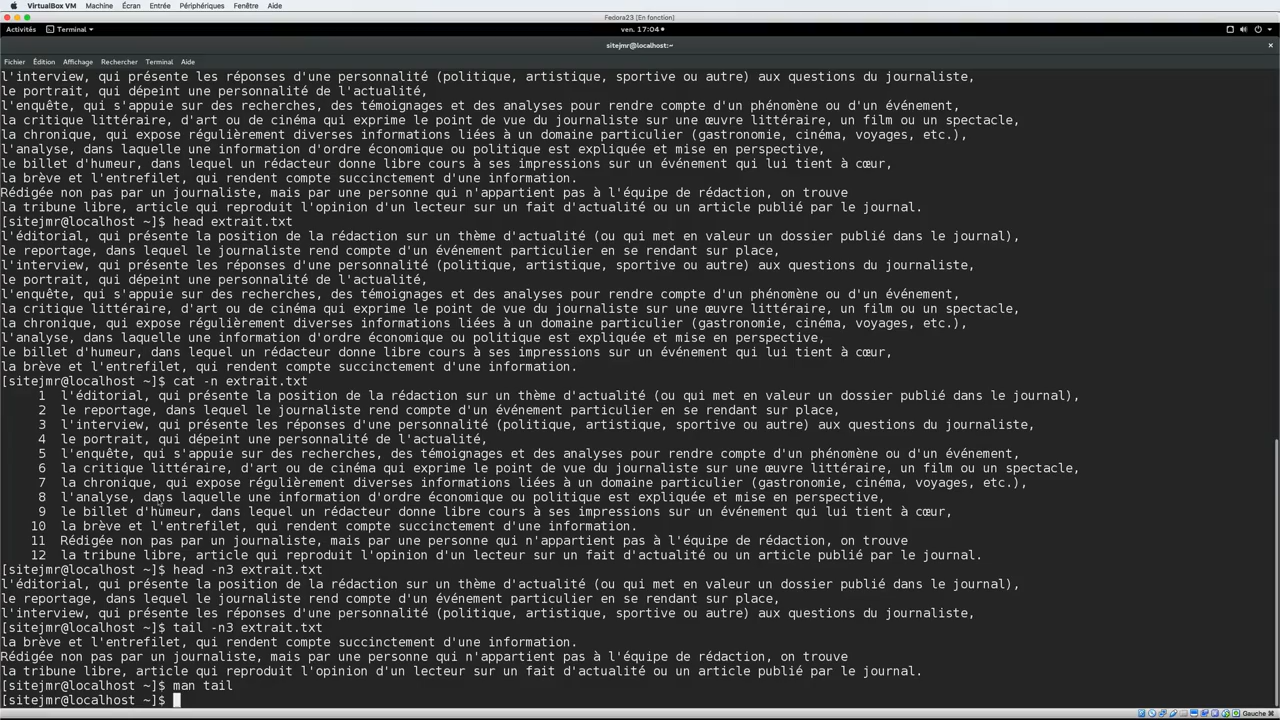 VirtualBox VM Machine Écran Entrée Périphériques Fenêtre Aide
Fedora23 [En fonction]
Activités Terminal ven. 17:04
sitejmr@localhost:~
Fichier Édition Affichage Rechercher Terminal Aide
l'interview, qui présente les réponses d'une personnalité (politique, artistique, sportive ou autre) aux questions du journaliste,
le portrait, qui dépeint une personnalité de l'actualité,
l'enquête, qui s'appuie sur des recherches, des témoignages et des analyses pour rendre compte d'un phénomène ou d'un événement,
la critique littéraire, d'art ou de cinéma qui exprime le point de vue du journaliste sur une œuvre littéraire, un film ou un spectacle,
la chronique, qui expose régulièrement diverses informations liées à un domaine particulier (gastronomie, cinéma, voyages, etc.),
l'analyse, dans laquelle une information d'ordre économique ou politique est expliquée et mise en perspective,
le billet d'humeur, dans lequel un rédacteur donne libre cours à ses impressions sur un événement qui lui tient à cœur,
la brève et l'entrefilet, qui rendent compte succinctement d'une information.
Rédigée non pas par un journaliste, mais par une personne qui n'appartient pas à l'équipe de rédaction, on trouve
la tribune libre, article qui reproduit l'opinion d'un lecteur sur un fait d'actualité ou un article publié par le journal.
[sitejmr@localhost ~]$ head extrait.txt
l'éditorial, qui présente la position de la rédaction sur un thème d'actualité (ou qui met en valeur un dossier publié dans le journal),
le reportage, dans lequel le journaliste rend compte d'un événement particulier en se rendant sur place,
l'interview, qui présente les réponses d'une personnalité (politique, artistique, sportive ou autre) aux questions du journaliste,
le portrait, qui dépeint une personnalité de l'actualité,
l'enquête, qui s'appuie sur des recherches, des témoignages et des analyses pour rendre compte d'un phénomène ou d'un événement,
la critique littéraire, d'art ou de cinéma qui exprime le point de vue du journaliste sur une œuvre littéraire, un film ou un spectacle,
la chronique, qui expose régulièrement diverses informations liées à un domaine particulier (gastronomie, cinéma, voyages, etc.),
l'analyse, dans laquelle une information d'ordre économique ou politique est expliquée et mise en perspective,
le billet d'humeur, dans lequel un rédacteur donne libre cours à ses impressions sur un événement qui lui tient à cœur,
la brève et l'entrefilet, qui rendent compte succinctement d'une information.
[sitejmr@localhost ~]$ cat -n extrait.txt
1 l'éditorial, qui présente la position de la rédaction sur un thème d'actualité (ou qui met en valeur un dossier publié dans le journal),
2 le reportage, dans lequel le journaliste rend compte d'un événement particulier en se rendant sur place,
3 l'interview, qui présente les réponses d'une personnalité (politique, artistique, sportive ou autre) aux questions du journaliste,
4 le portrait, qui dépeint une personnalité de l'actualité,
5 l'enquête, qui s'appuie sur des recherches, des témoignages et des analyses pour rendre compte d'un phénomène ou d'un événement,
6 la critique littéraire, d'art ou de cinéma qui exprime le point de vue du journaliste sur une œuvre littéraire, un film ou un spectacle,
7 la chronique, qui expose régulièrement diverses informations liées à un domaine particulier (gastronomie, cinéma, voyages, etc.),
8 l'analyse, dans laquelle une information d'ordre économique ou politique est expliquée et mise en perspective,
9 le billet d'humeur, dans lequel un rédacteur donne libre cours à ses impressions sur un événement qui lui tient à cœur,
10 la brève et l'entrefilet, qui rendent compte succinctement d'une information.
11 Rédigée non pas par un journaliste, mais par une personne qui n'appartient pas à l'équipe de rédaction, on trouve
12 la tribune libre, article qui reproduit l'opinion d'un lecteur sur un fait d'actualité ou un article publié par le journal.
[sitejmr@localhost ~]$ head -n3 extrait.txt
l'éditorial, qui présente la position de la rédaction sur un thème d'actualité (ou qui met en valeur un dossier publié dans le journal),
le reportage, dans lequel le journaliste rend compte d'un événement particulier en se rendant sur place,
l'interview, qui présente les réponses d'une personnalité (politique, artistique, sportive ou autre) aux questions du journaliste,
[sitejmr@localhost ~]$ tail -n3 extrait.txt
la brève et l'entrefilet, qui rendent compte succinctement d'une information.
Rédigée non pas par un journaliste, mais par une personne qui n'appartient pas à l'équipe de rédaction, on trouve
la tribune libre, article qui reproduit l'opinion d'un lecteur sur un fait d'actualité ou un article publié par le journal.
[sitejmr@localhost ~]$ man tail
[sitejmr@localhost ~]$
Gauche ⌘